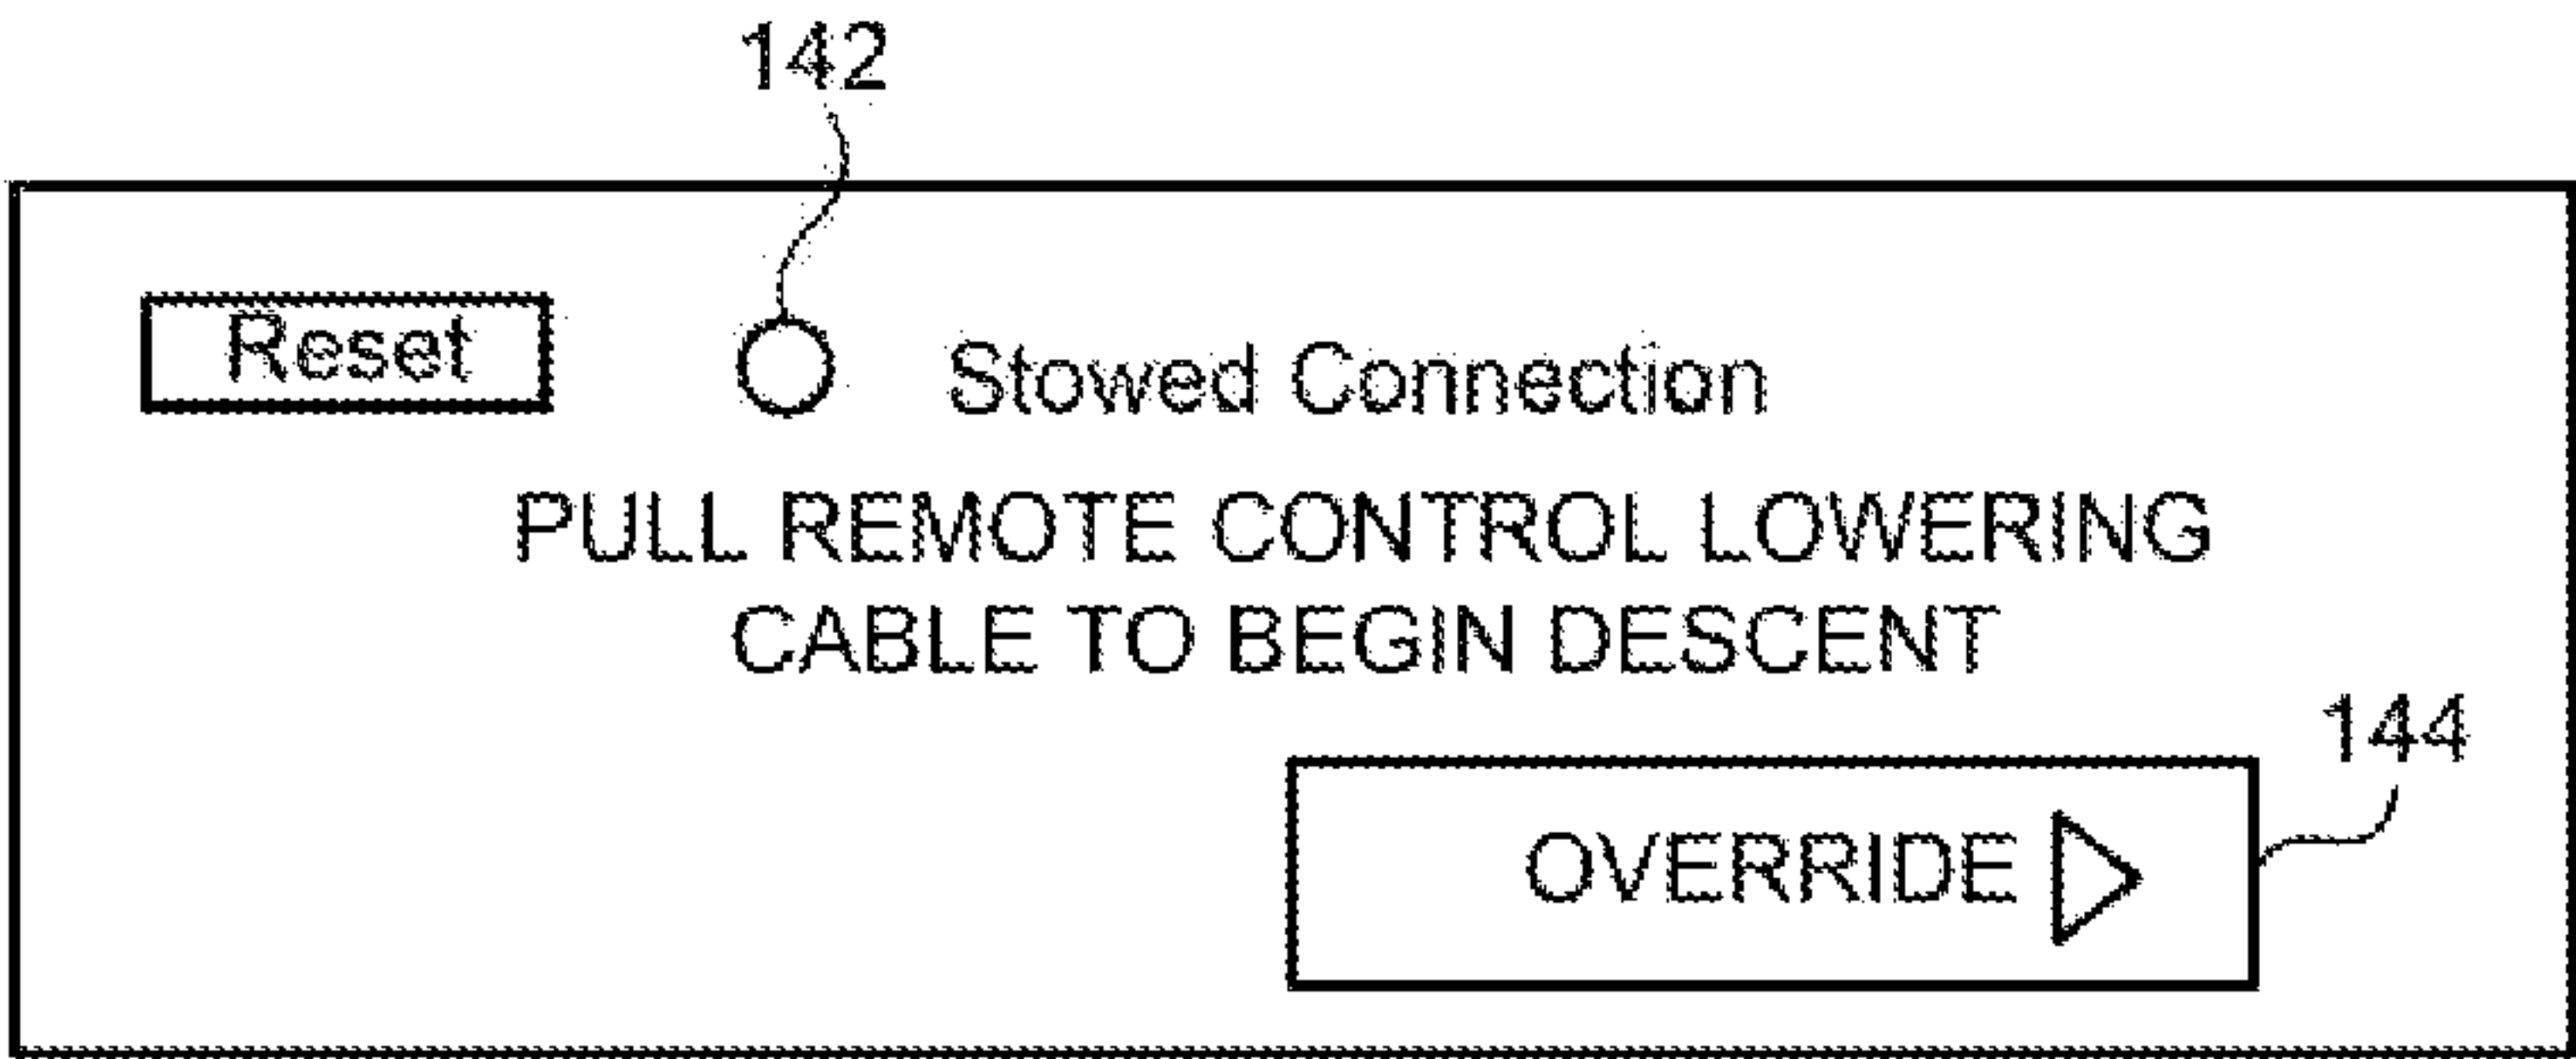 142
Reset
Stowed Connection
PULL REMOTE CONTROL LOWERING
CABLE TO BEGIN DESCENT
144
OVERRIDE